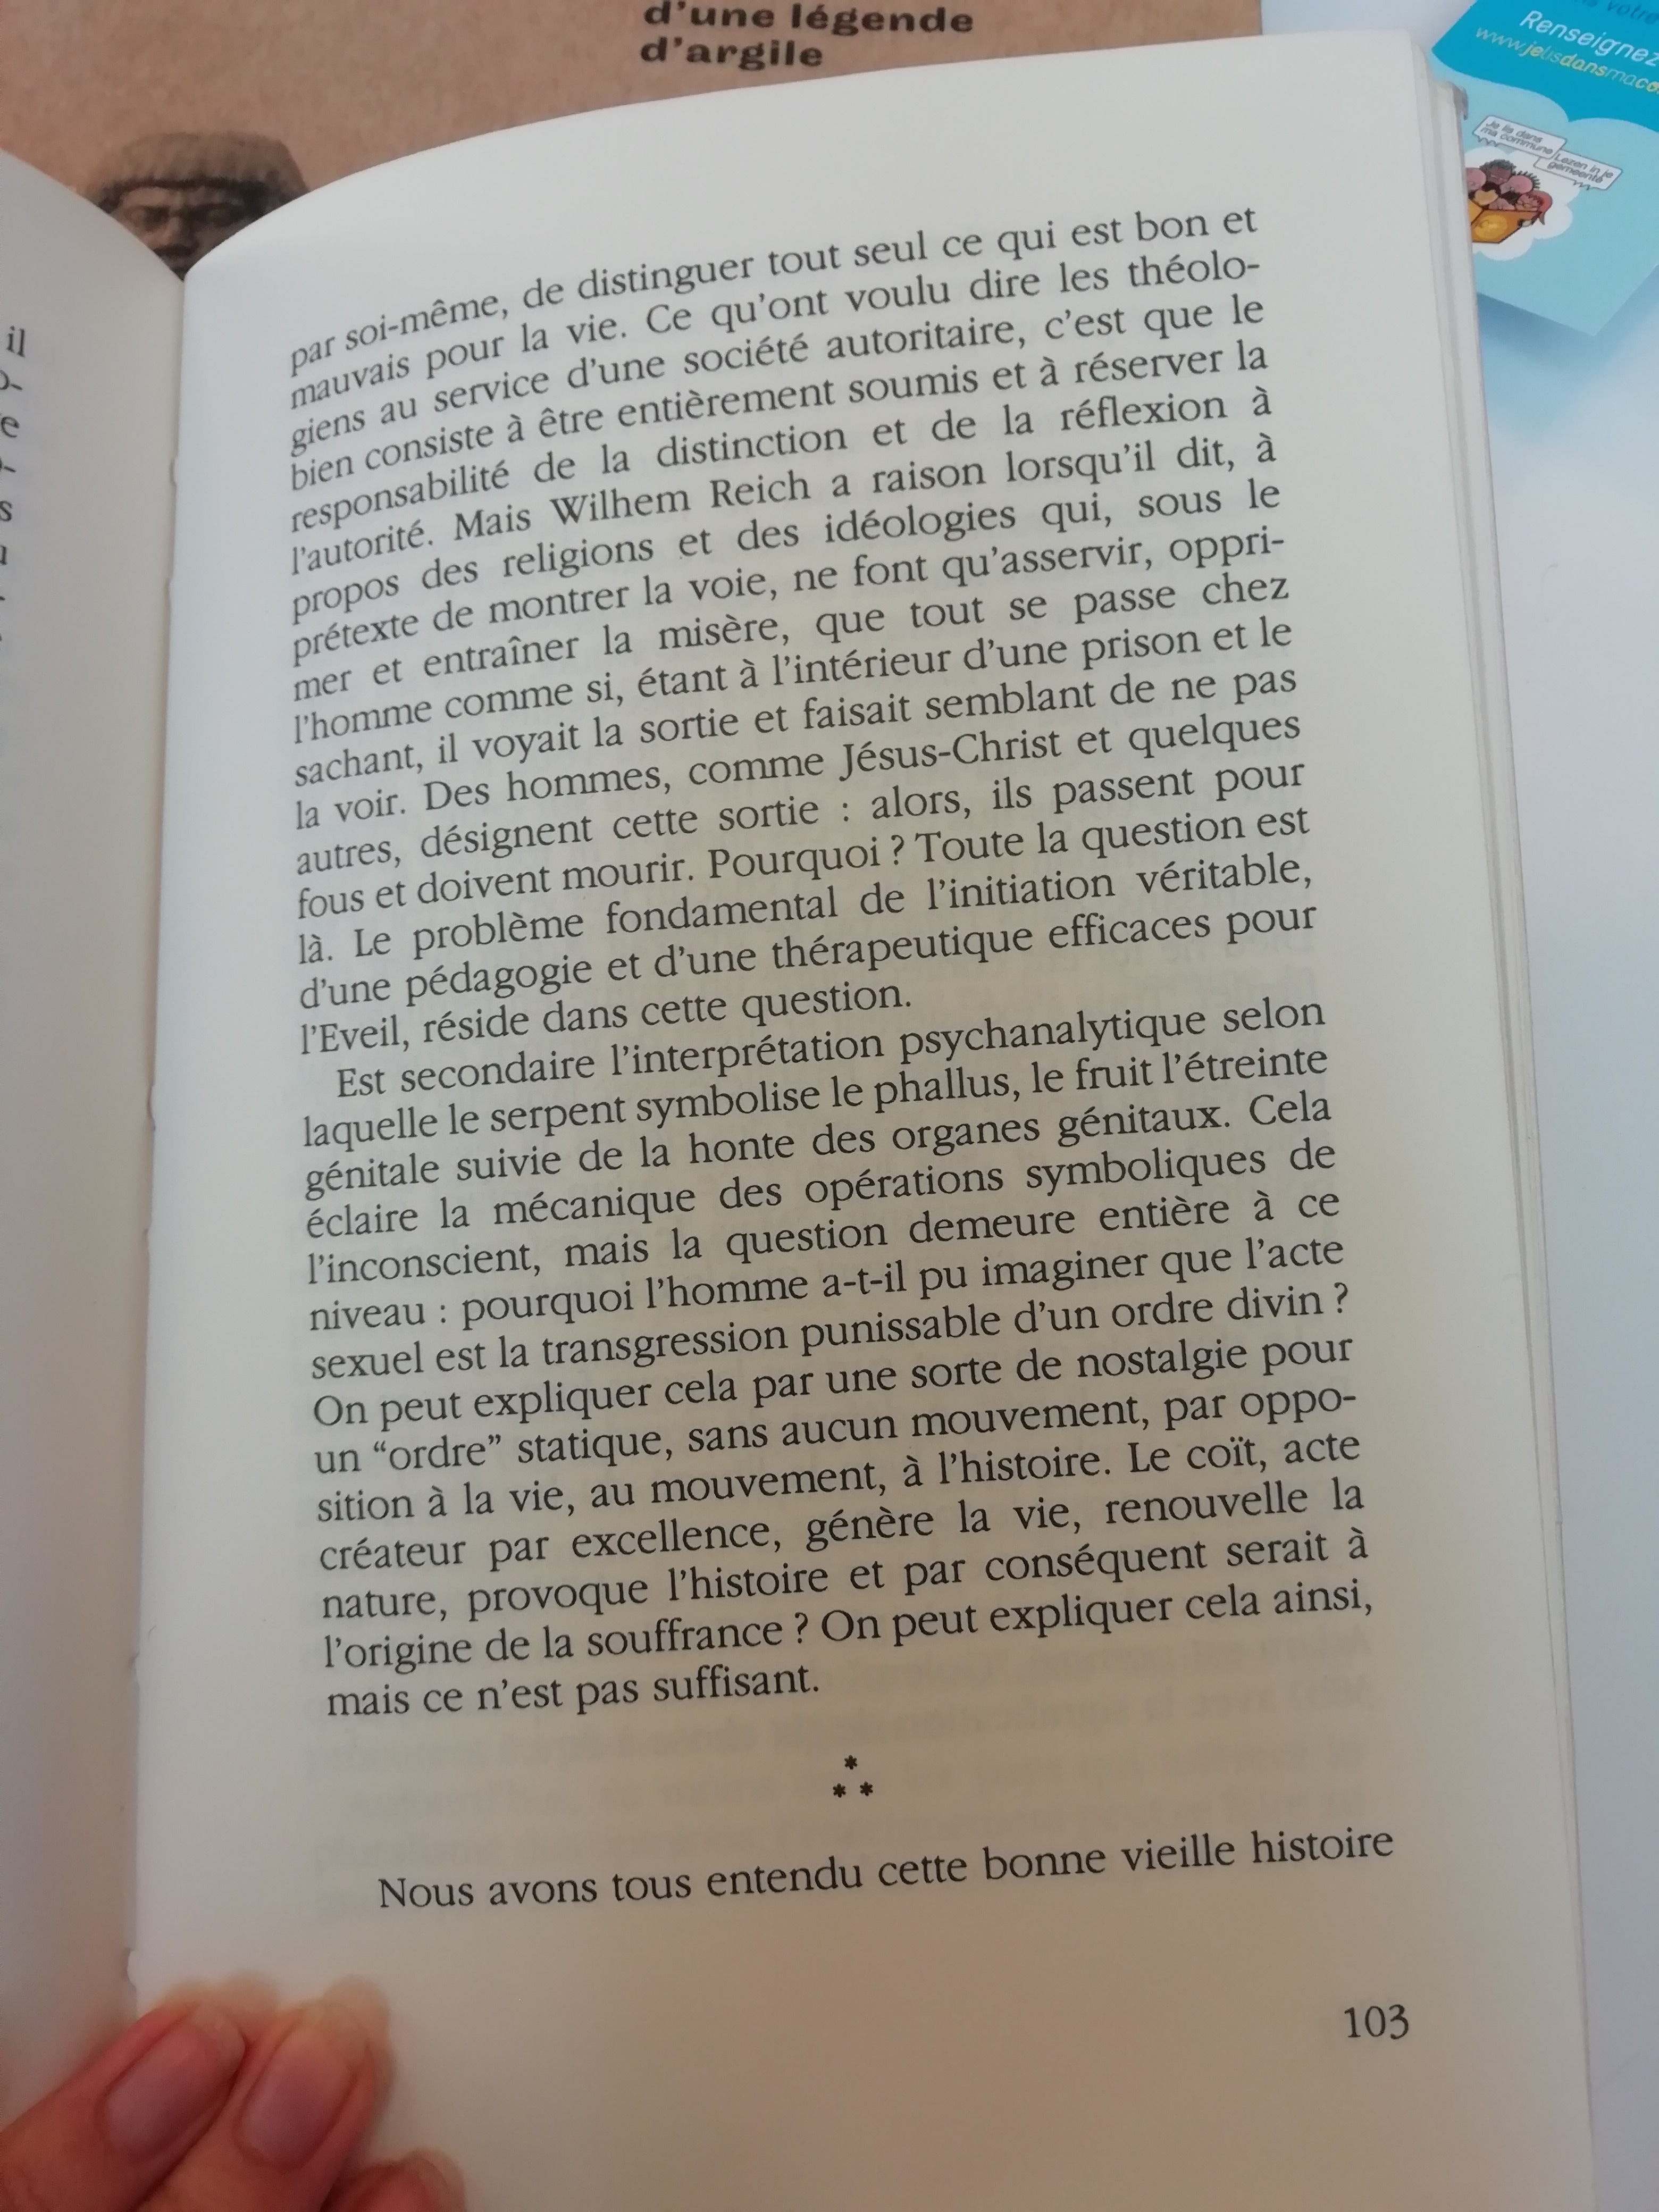 d'une légende
d'argile
Renseignez
www.jelisdansmaco
Je lis dans
ma commune
Lezen in je
gemeente
il
par soi-même, de distinguer tout seul ce qui est bon et
mauvais pour la vie. Ce qu'ont voulu dire les théolo-
giens au service d'une société autoritaire, c'est que le
bien consiste à être entièrement soumis et à réserver la
responsabilité de la distinction et de la réflexion à
l'autorité. Mais Wilhem Reich a raison lorsqu'il dit, à
propos des religions et des idéologies qui, sous le
prétexte de montrer la voie, ne font qu'asservir, oppri-
mer et entraîner la misère, que tout se passe chez
l'homme comme si, étant à l'intérieur d'une prison et le
sachant, il voyait la sortie et faisait semblant de ne pas
la voir. Des hommes, comme Jésus-Christ et quelques
autres, désignent cette sortie : alors, ils passent pour
fous et doivent mourir. Pourquoi ? Toute la question est
là. Le problème fondamental de l'initiation véritable,
d'une pédagogie et d'une thérapeutique efficaces pour
l'Eveil, réside dans cette question.
Est secondaire l'interprétation psychanalytique selon
laquelle le serpent symbolise le phallus, le fruit l'étreinte
génitale suivie de la honte des organes génitaux. Cela
éclaire la mécanique des opérations symboliques de
l'inconscient, mais la question demeure entière à ce
niveau : pourquoi l'homme a-t-il pu imaginer que l'acte
sexuel est la transgression punissable d'un ordre divin ?
On peut expliquer cela par une sorte de nostalgie pour
un “ordre” statique, sans aucun mouvement, par oppo-
sition à la vie, au mouvement, à l'histoire. Le coït, acte
créateur par excellence, génère la vie, renouvelle la
nature, provoque l'histoire et par conséquent serait à
l'origine de la souffrance ? On peut expliquer cela ainsi,
mais ce n'est pas suffisant.
*
* *
Nous avons tous entendu cette bonne vieille histoire
103